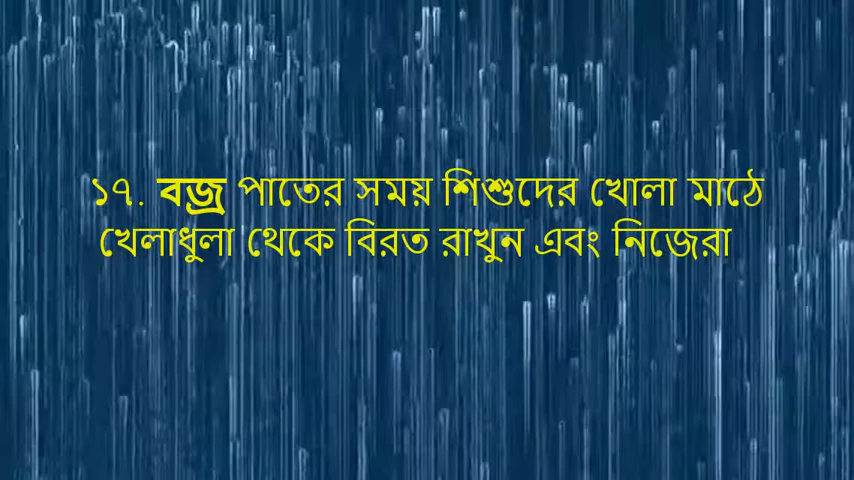 ১৭. বজ্র পাতের সময় শিশুদের খোলা মাঠে
খেলাধুলা থেকে বিরত রাখুন এবং নিজেরা